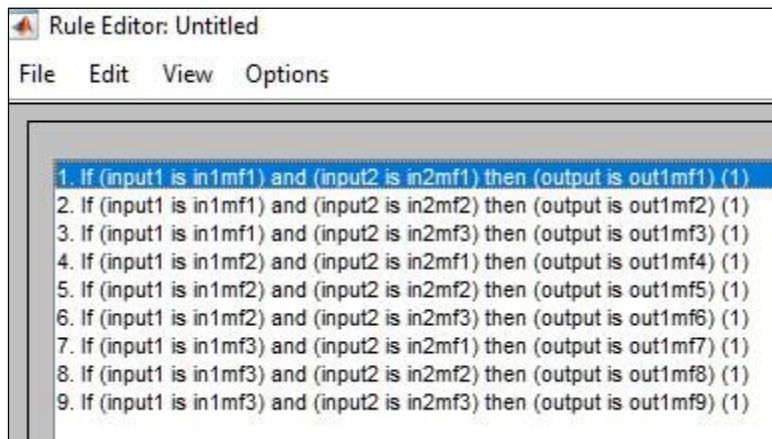 Rule Editor: Untitled
File Edit View Options
1. If (input1 is in1mf1) and (input2 is in2mf1) then (output is out1mf1) (1)
2. If (input1 is in1mf1) and (input2 is in2mf2) then (output is out1mf2) (1)
3. If (input1 is in1mf1) and (input2 is in2mf3) then (output is out1mf3) (1)
4. If (input1 is in1mf2) and (input2 is in2mf1) then (output is out1mf4) (1)
5. If (input1 is in1mf2) and (input2 is in2mf2) then (output is out1mf5) (1)
6. If (input1 is in1mf2) and (input2 is in2mf3) then (output is out1mf6) (1)
7. If (input1 is in1mf3) and (input2 is in2mf1) then (output is out1mf7) (1)
8. If (input1 is in1mf3) and (input2 is in2mf2) then (output is out1mf8) (1)
9. If (input1 is in1mf3) and (input2 is in2mf3) then (output is out1mf9) (1)